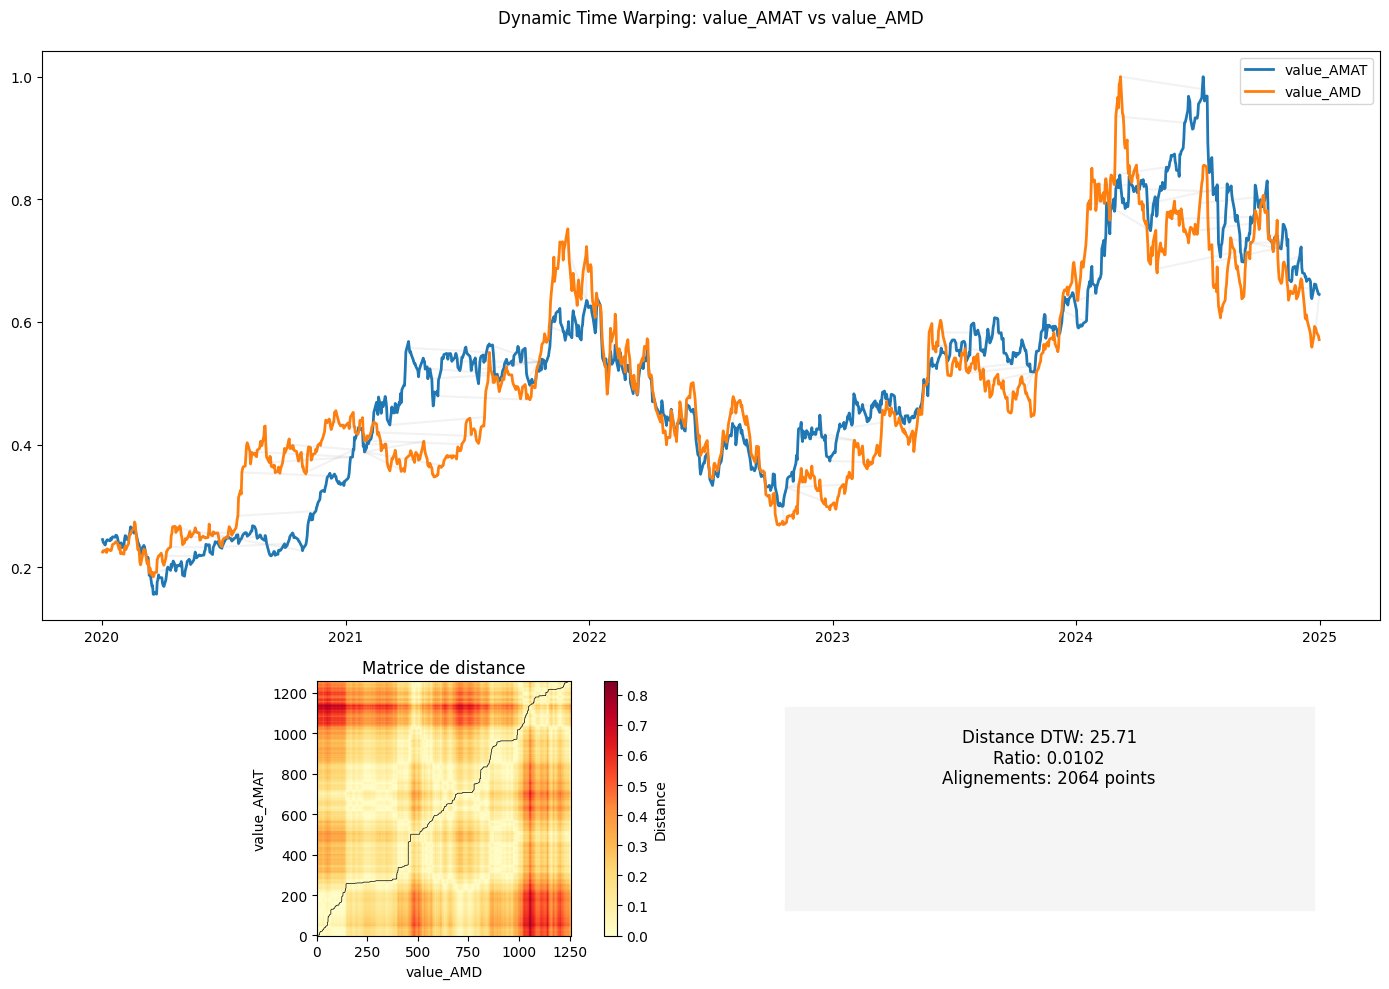 Dynamic Time Warping: value_AMAT vs value_AMD
value_AMAT
value_AMD
1.0
0.8
0.6
0.4
0.2
2020 2021 2022 2023 2024 2025
Matrice de distance
value_AMAT
1200
1000
800
600
400
200
0
0 250 500 750 1000 1250
value_AMD
0.8
0.7
0.6
0.5
0.4
0.3
0.2
0.1
0.0
Distance
Distance DTW: 25.71
Ratio: 0.0102
Alignements: 2064 points